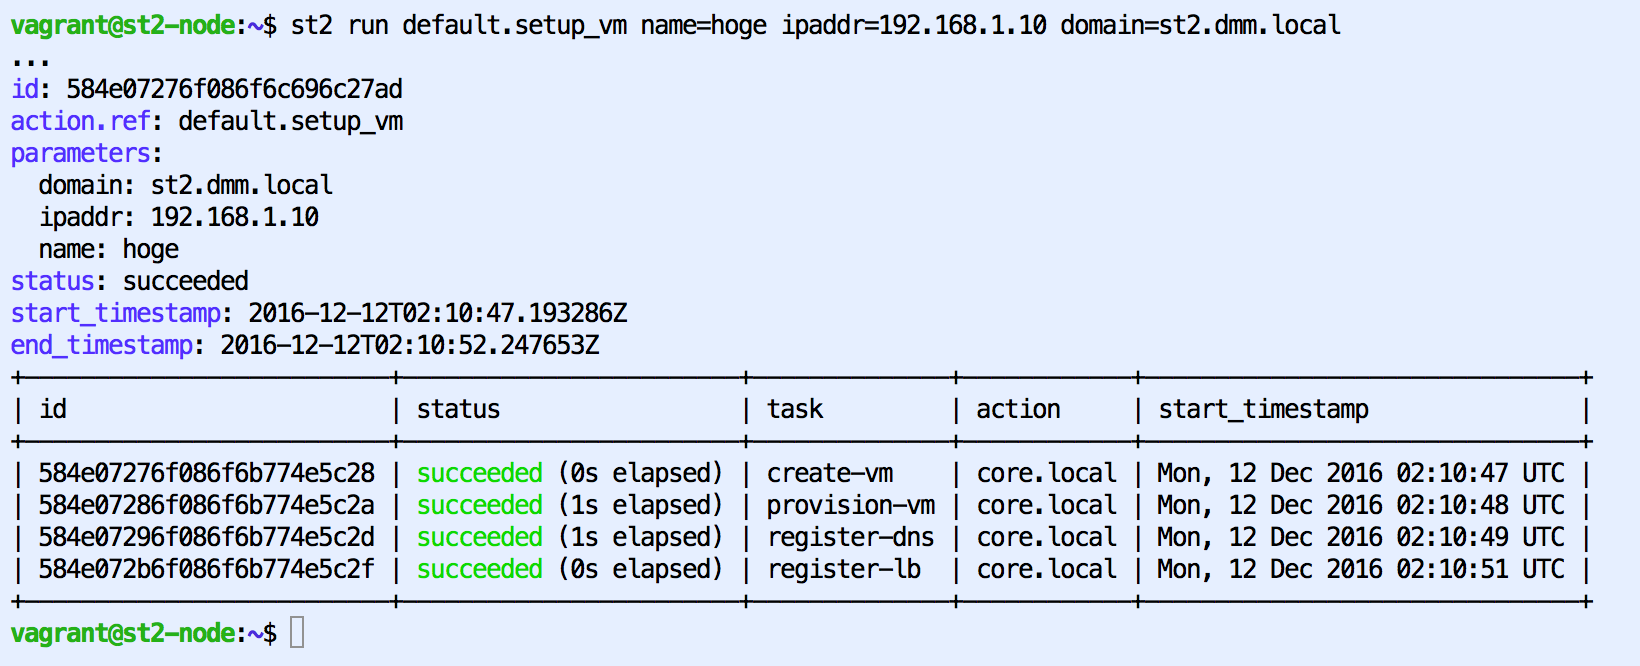 vagrant@st2-node:~$ st2 run default.setup_vm name=hoge ipaddr=192.168.1.10 domain=st2.dmm.local
...
id: 584e07276f086f6c696c27ad
action.ref: default.setup_vm
parameters:
  domain: st2.dmm.local
  ipaddr: 192.168.1.10
  name: hoge
status: succeeded
start_timestamp: 2016-12-12T02:10:47.193286Z
end_timestamp: 2016-12-12T02:10:52.247653Z
+--------------------------+------------------------+--------------+------------+-------------------------------+
| id                       | status                 | task         | action     | start_timestamp               |
+--------------------------+------------------------+--------------+------------+-------------------------------+
| 584e07276f086f6b774e5c28 | succeeded (0s elapsed) | create-vm    | core.local | Mon, 12 Dec 2016 02:10:47 UTC |
| 584e07286f086f6b774e5c2a | succeeded (1s elapsed) | provision-vm | core.local | Mon, 12 Dec 2016 02:10:48 UTC |
| 584e07296f086f6b774e5c2d | succeeded (1s elapsed) | register-dns | core.local | Mon, 12 Dec 2016 02:10:49 UTC |
| 584e072b6f086f6b774e5c2f | succeeded (0s elapsed) | register-lb  | core.local | Mon, 12 Dec 2016 02:10:51 UTC |
+--------------------------+------------------------+--------------+------------+-------------------------------+
vagrant@st2-node:~$